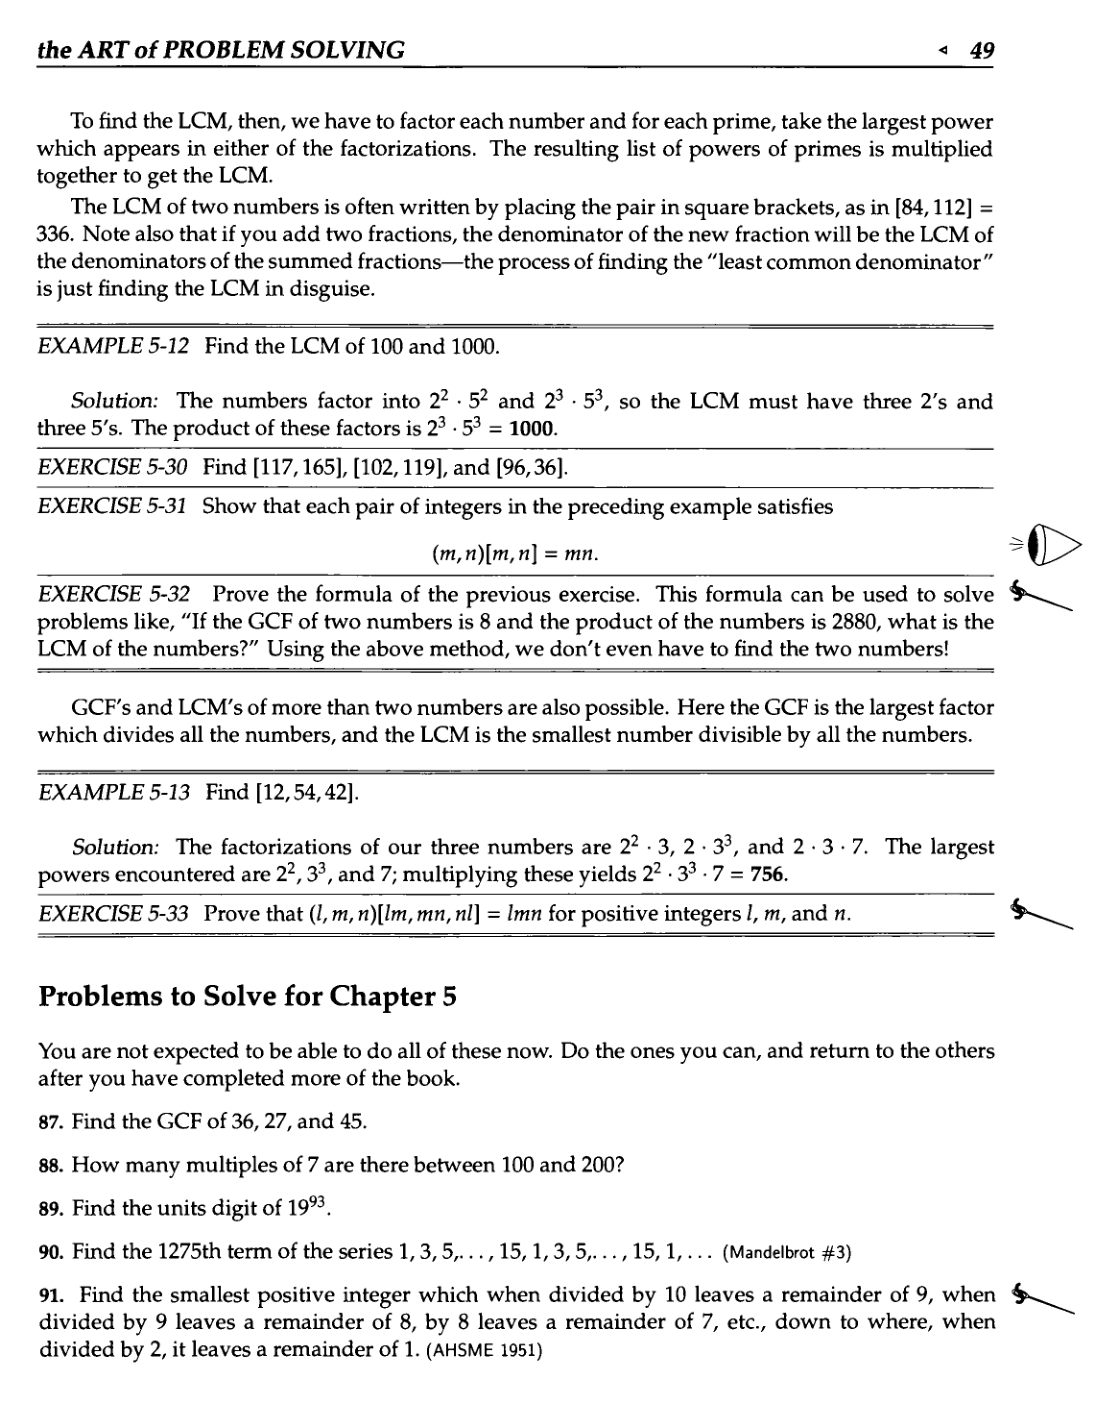 the ART of PROBLEM SOLVING ◃ 49
To find the LCM, then, we have to factor each number and for each prime, take the largest power
which appears in either of the factorizations. The resulting list of powers of primes is multiplied
together to get the LCM.
The LCM of two numbers is often written by placing the pair in square brackets, as in [84, 112] =
336. Note also that if you add two fractions, the denominator of the new fraction will be the LCM of
the denominators of the summed fractions—the process of finding the "least common denominator"
is just finding the LCM in disguise.
EXAMPLE 5-12 Find the LCM of 100 and 1000.
Solution: The numbers factor into 2² · 5² and 2³ · 5³, so the LCM must have three 2's and
three 5's. The product of these factors is 2³ · 5³ = 1000.
EXERCISE 5-30 Find [117, 165], [102, 119], and [96, 36].
EXERCISE 5-31 Show that each pair of integers in the preceding example satisfies
(m, n)[m, n] = mn.
EXERCISE 5-32 Prove the formula of the previous exercise. This formula can be used to solve
problems like, "If the GCF of two numbers is 8 and the product of the numbers is 2880, what is the
LCM of the numbers?" Using the above method, we don't even have to find the two numbers!
GCF's and LCM's of more than two numbers are also possible. Here the GCF is the largest factor
which divides all the numbers, and the LCM is the smallest number divisible by all the numbers.
EXAMPLE 5-13 Find [12, 54, 42].
Solution: The factorizations of our three numbers are 2² · 3, 2 · 3³, and 2 · 3 · 7. The largest
powers encountered are 2², 3³, and 7; multiplying these yields 2² · 3³ · 7 = 756.
EXERCISE 5-33 Prove that (l, m, n)[lm, mn, nl] = lmn for positive integers l, m, and n.
Problems to Solve for Chapter 5
You are not expected to be able to do all of these now. Do the ones you can, and return to the others
after you have completed more of the book.
87. Find the GCF of 36, 27, and 45.
88. How many multiples of 7 are there between 100 and 200?
89. Find the units digit of 19⁹³.
90. Find the 1275th term of the series 1, 3, 5,. . . , 15, 1, 3, 5,. . . , 15, 1, . . . (Mandelbrot #3)
91. Find the smallest positive integer which when divided by 10 leaves a remainder of 9, when
divided by 9 leaves a remainder of 8, by 8 leaves a remainder of 7, etc., down to where, when
divided by 2, it leaves a remainder of 1. (AHSME 1951)